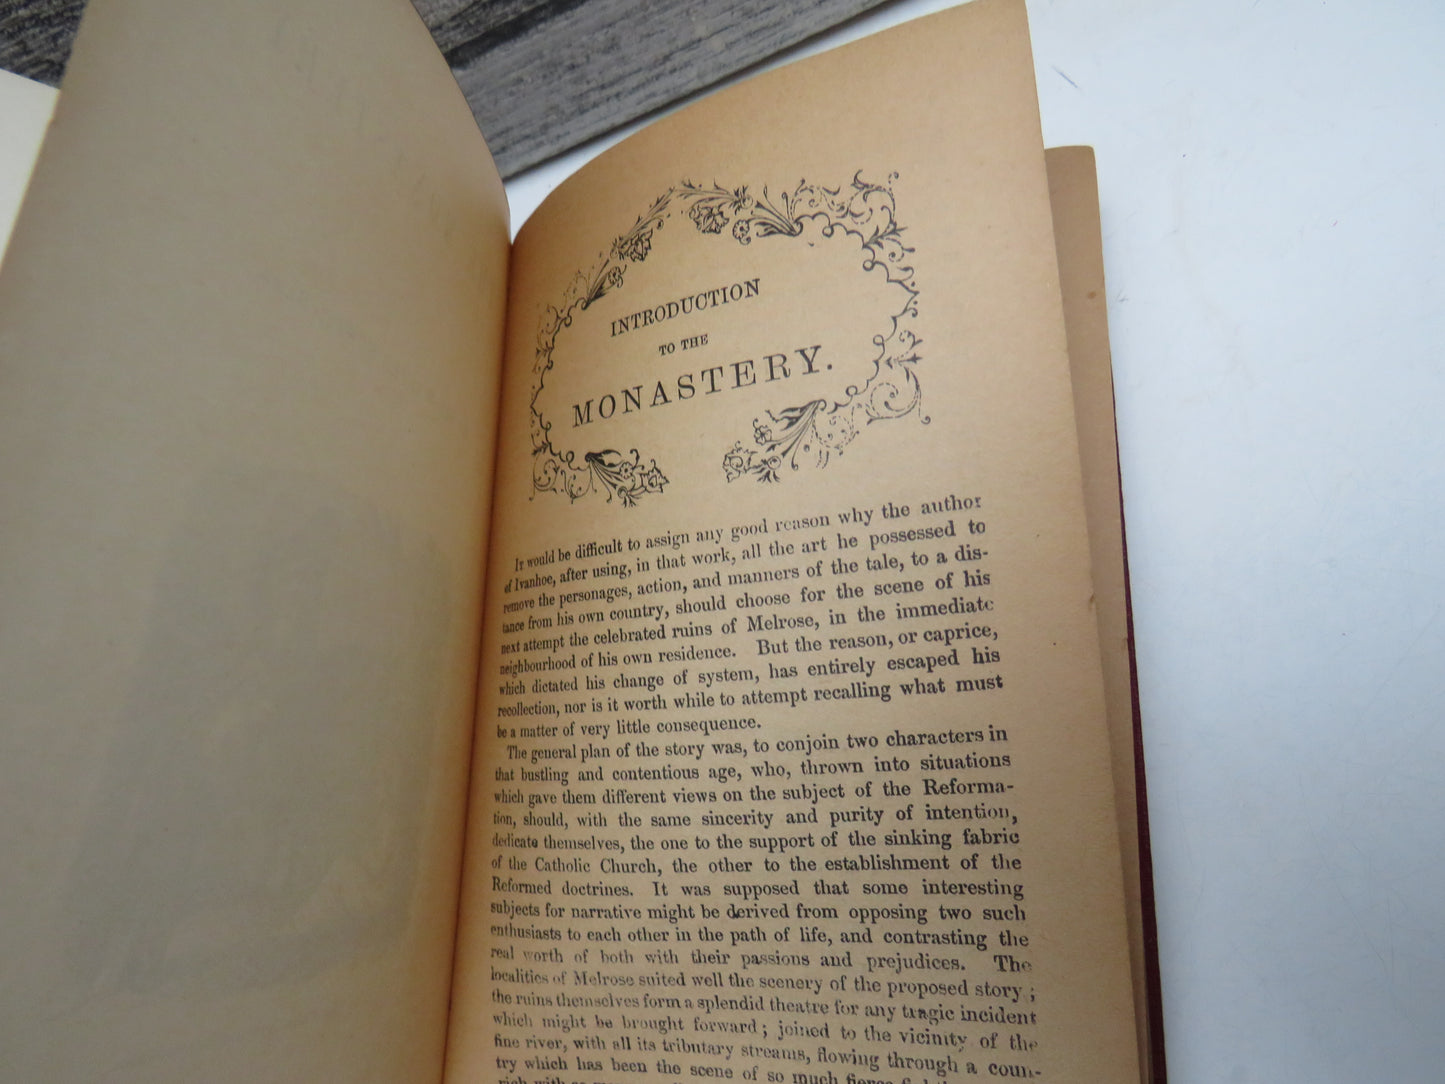 INTRODUCTION
TO THE
MONASTERY.
It would be difficult to assign any good reason why the author
of Ivanhoe, after using, in that work, all the art he possessed to
remove the personages, action, and manners of the tale, to a dis-
tance from his own country, should choose for the scene of his
next attempt the celebrated ruins of Melrose, in the immediate
neighbourhood of his own residence. But the reason, or caprice,
which dictated his change of system, has entirely escaped his
recollection, nor is it worth while to attempt recalling what must
be a matter of very little consequence.
The general plan of the story was, to conjoin two characters in
that bustling and contentious age, who, thrown into situations
which gave them different views on the subject of the Reforma-
tion, should, with the same sincerity and purity of intention,
dedicate themselves, the one to the support of the sinking fabric
of the Catholic Church, the other to the establishment of the
Reformed doctrines. It was supposed that some interesting
subjects for narrative might be derived from opposing two such
enthusiasts to each other in the path of life, and contrasting the
real worth of both with their passions and prejudices. The
localities of Melrose suited well the scenery of the proposed story ;
the ruins themselves form a splendid theatre for any tragic incident
which might be brought forward ; joined to the vicinity of the
fine river, with all its tributary streams, flowing through a coun-
try which has been the scene of so much fierce